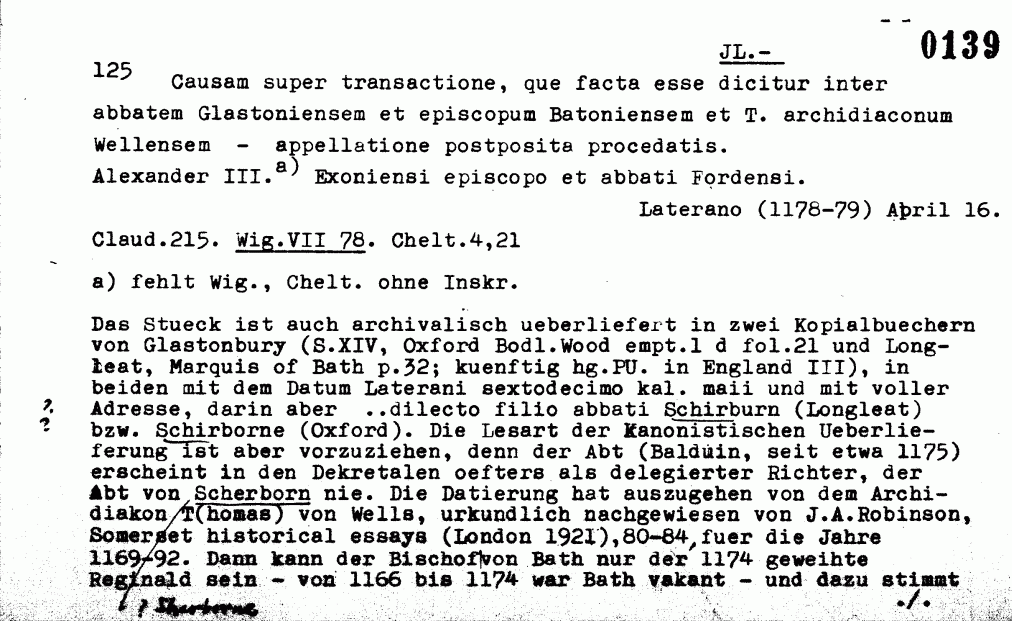 JL.- 0139
125 Causam super transactione, que facta esse dicitur inter
abbatem Glastoniensem et episcopum Batoniensem et T. archidiaconum
Wellensem - appellatione postposita procedatis.
Alexander III.a) Exoniensi episcopo et abbati Fordensi.
Laterano (1178-79) April 16.
Claud.215. Wig.VII 78. Chelt.4,21
a) fehlt Wig., Chelt. ohne Inskr.
Das Stueck ist auch archivalisch ueberliefert in zwei Kopialbuechern
von Glastonbury (S.XIV, Oxford Bodl.Wood empt.1 d fol.21 und Long-
leat, Marquis of Bath p.32; kuenftig hg.PU. in England III), in
beiden mit dem Datum Laterani sextodecimo kal. maii und mit voller
? Adresse, darin aber ..dilecto filio abbati Schirburn (Longleat)
? bzw. Schirborne (Oxford). Die Lesart der Kanonistischen Ueberlie-
ferung ist aber vorzuziehen, denn der Abt (Balduin, seit etwa 1175)
erscheint in den Dekretalen oefters als delegierter Richter, der
Abt von Scherborn nie. Die Datierung hat auszugehen von dem Archi-
diakon T(homas) von Wells, urkundlich nachgewiesen von J.A.Robinson,
Somerset historical essays (London 1921),80-84, fuer die Jahre
1169-92. Dann kann der Bischof von Bath nur der 1174 geweihte
Reginald sein - von 1166 bis 1174 war Bath vakant - und dazu stimmt
? Sherborne ./.